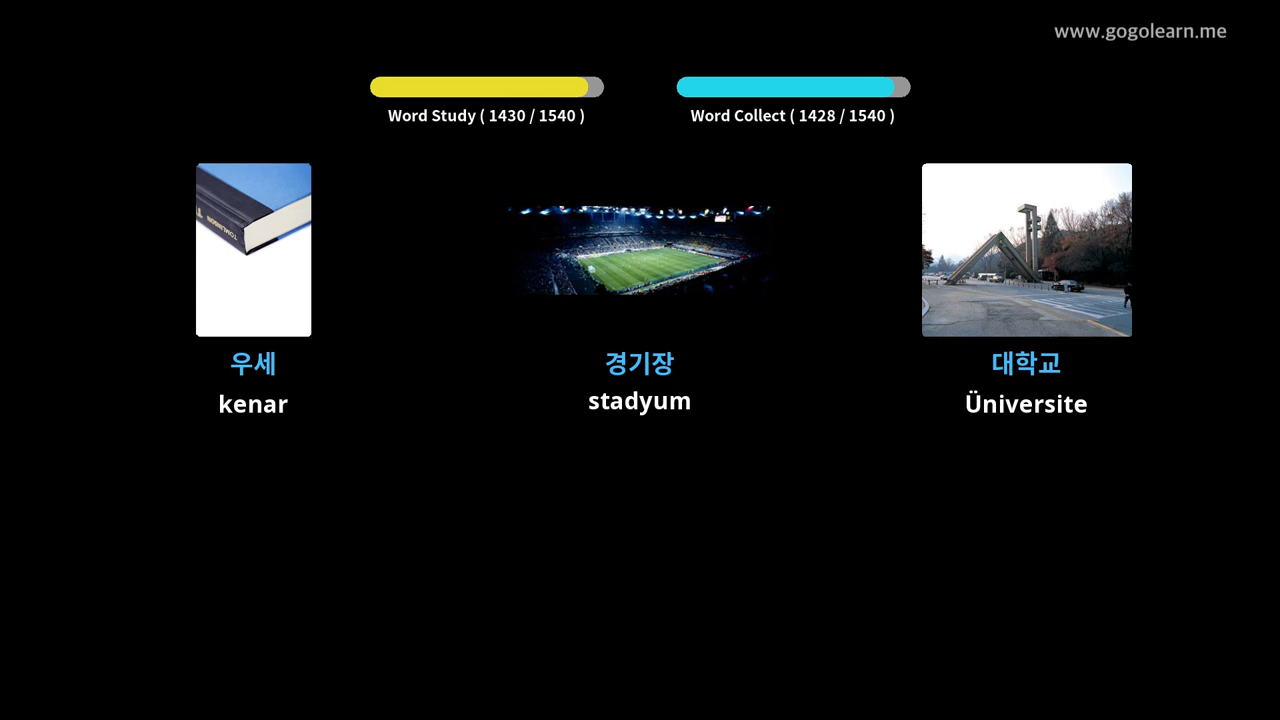 www.gogolearn.me
Word Study ( 1430 / 1540 )
Word Collect ( 1428 / 1540 )
TOMLINSON
우세
경기장
대학교
kenar
stadyum
Üniversite